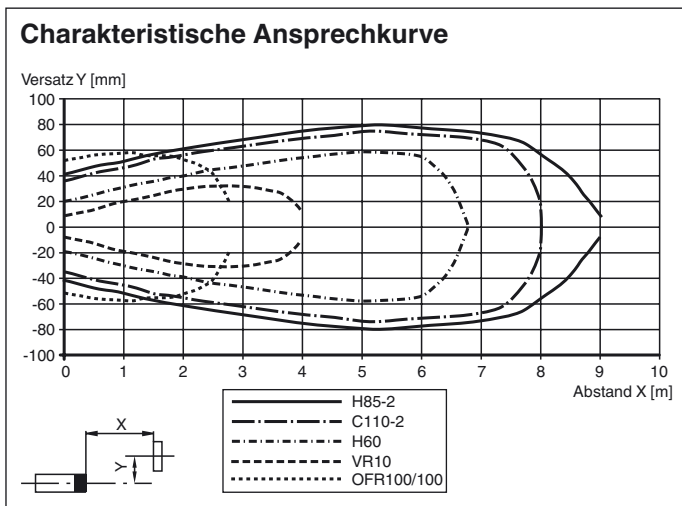 Charakteristische Ansprechkurve
Versatz Y [mm]
100
80
60
40
20
0
-20
-40
-60
-80
-100
0 1 2 3 4 5 6 7 8 9 10
Abstand X [m]
H85-2
C110-2
H60
VR10
OFR100/100
X
Y